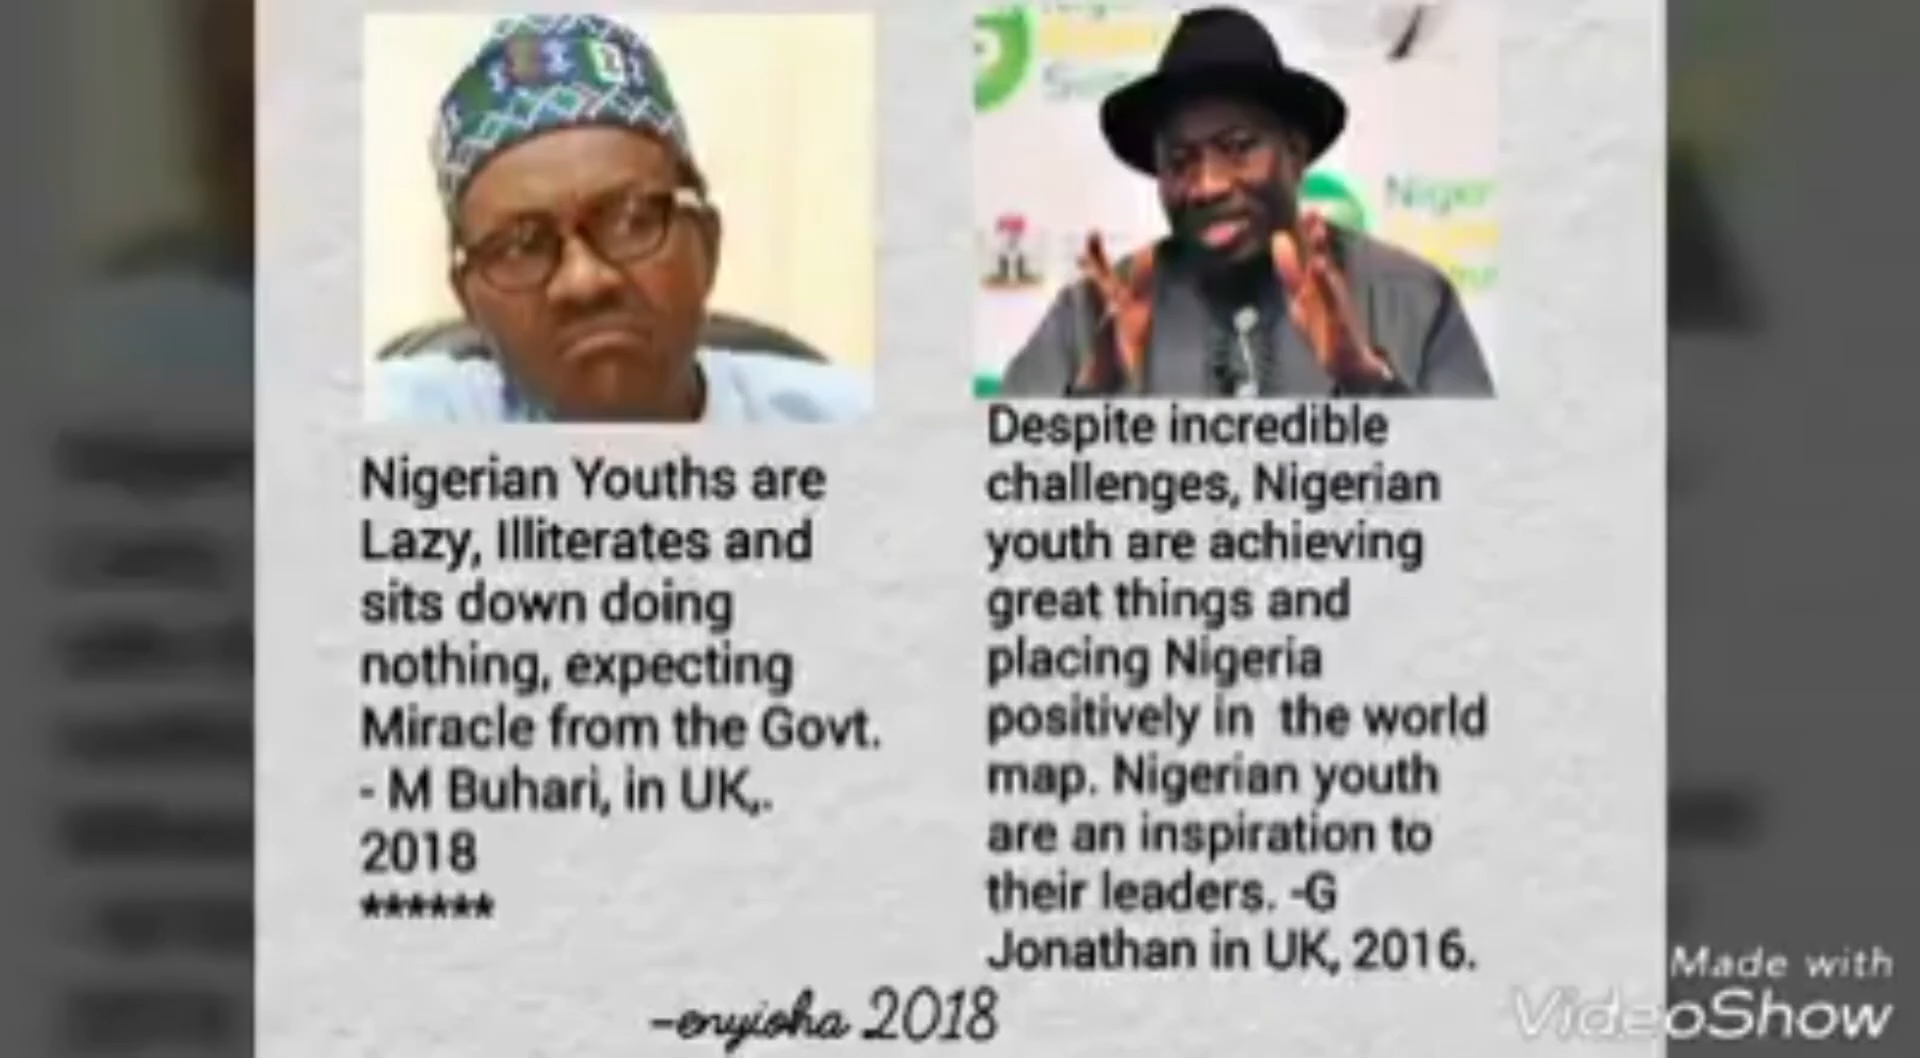 Nigerian Youths are
Lazy, Illiterates and
sits down doing
nothing, expecting
Miracle from the Govt.
- M Buhari, in UK,.
2018
******
Despite incredible
challenges, Nigerian
youth are achieving
great things and
placing Nigeria
positively in the world
map. Nigerian youth
are an inspiration to
their leaders. -G
Jonathan in UK, 2016.
-enyioha 2018
Made with
VideoShow